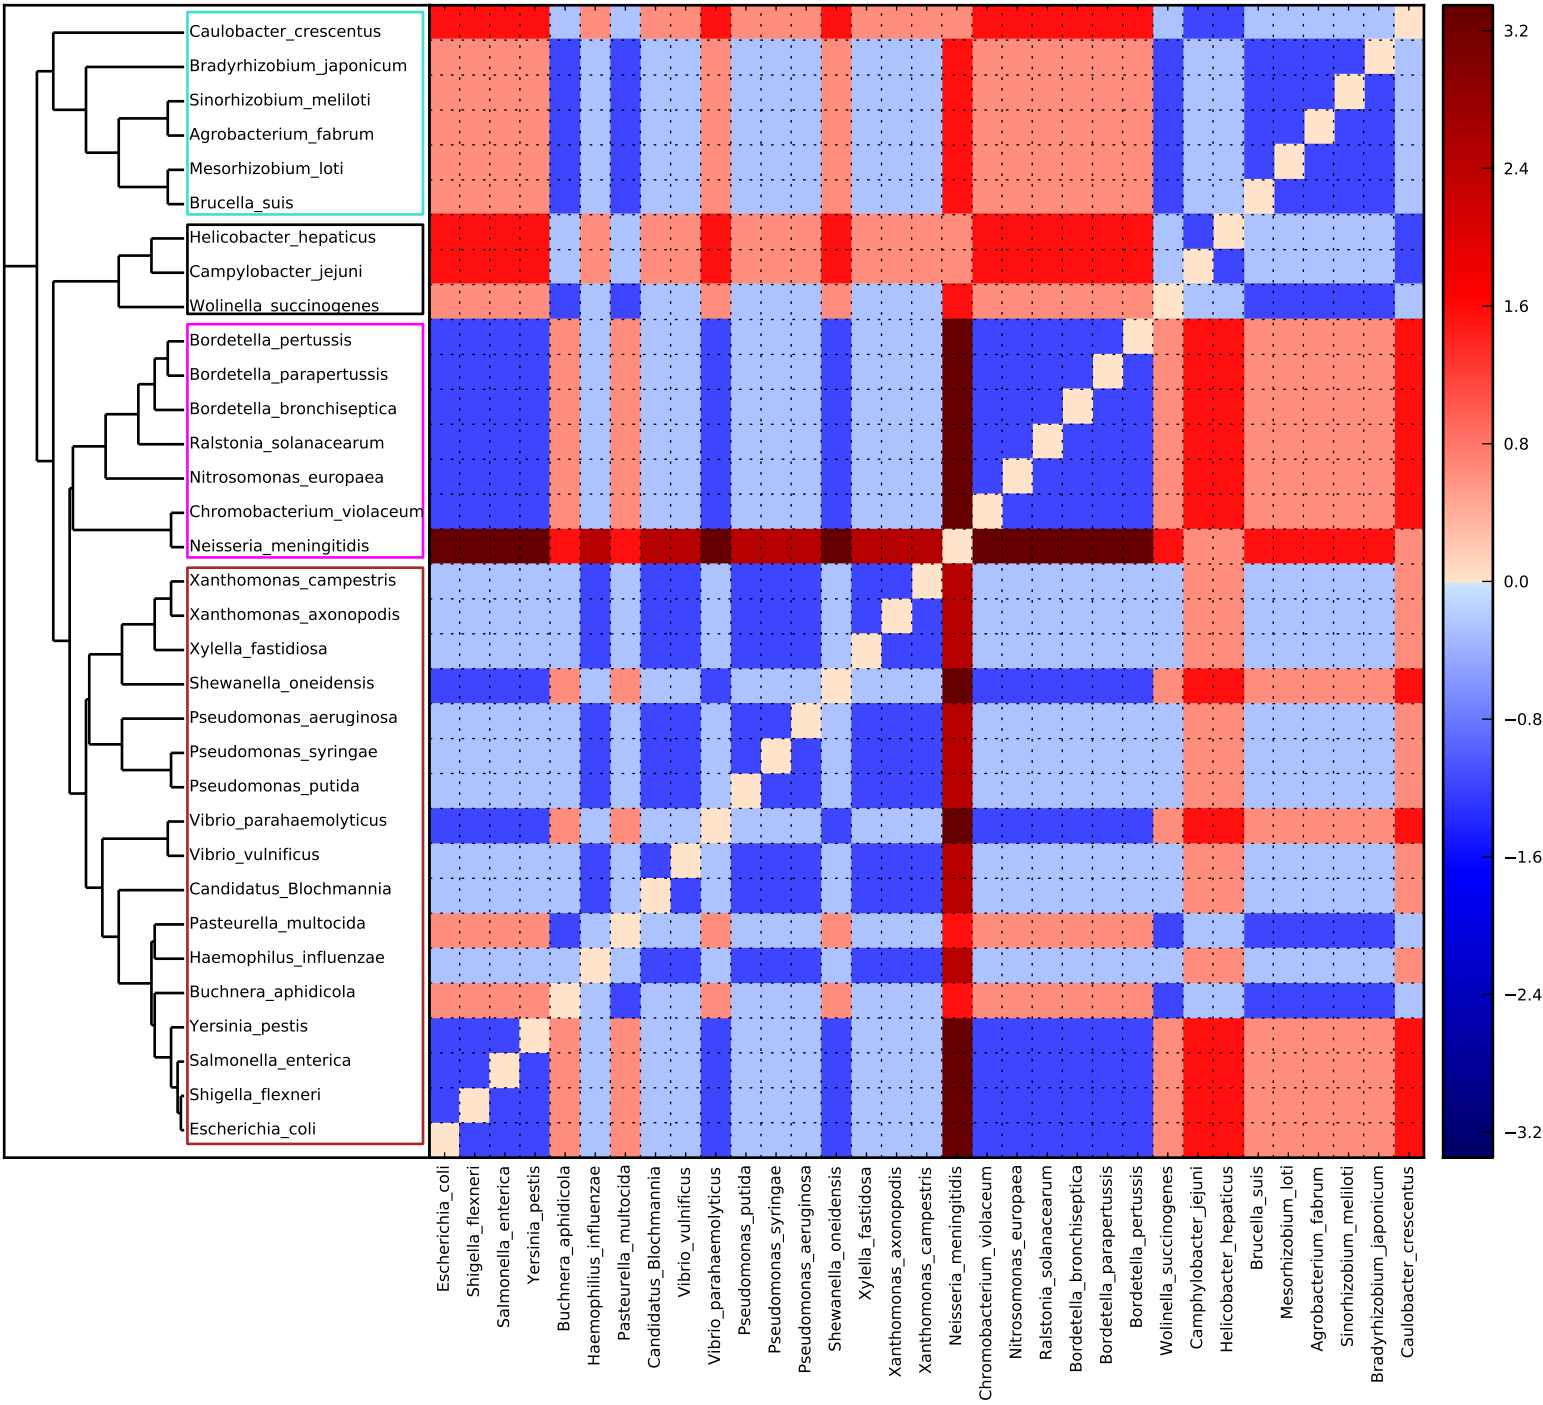 Caulobacter_crescentus
Bradyrhizobium_japonicum
Sinorhizobium_meliloti
Agrobacterium_fabrum
Mesorhizobium_loti
Brucella_suis
Helicobacter_hepaticus
Campylobacter_jejuni
Wolinella_succinogenes
Bordetella_pertussis
Bordetella_parapertussis
Bordetella_bronchiseptica
Ralstonia_solanacearum
Nitrosomonas_europaea
Chromobacterium_violaceum
Neisseria_meningitidis
Xanthomonas_campestris
Xanthomonas_axonopodis
Xylella_fastidiosa
Shewanella_oneidensis
Pseudomonas_aeruginosa
Pseudomonas_syringae
Pseudomonas_putida
Vibrio_parahaemolyticus
Vibrio_vulnificus
Candidatus_Blochmannia
Pasteurella_multocida
Haemophilus_influenzae
Buchnera_aphidicola
Yersinia_pestis
Salmonella_enterica
Shigella_flexneri
Escherichia_coli
3.2
2.4
1.6
0.8
0.0
−0.8
−1.6
−2.4
−3.2
Escherichia_coli
Shigella_flexneri
Salmonella_enterica
Yersinia_pestis
Buchnera_aphidicola
Haemophilius_influenzae
Pasteurella_multocida
Candidatus_Blochmannia
Vibrio_vulnificus
Vibrio_parahaemolyticus
Pseudomonas_putida
Pseudomonas_syringae
Pseudomonas_aeruginosa
Shewanella_oneidensis
Xylella_fastidosa
Xanthomonas_axonopodis
Xanthomonas_campestris
Neisseria_meningitidis
Chromobacterium_violaceum
Nitrosomonas_europaea
Ralstonia_solanacearum
Bordetella_bronchiseptica
Bordetella_parapertussis
Bordetella_pertussis
Wolinella_succinogenes
Camphylobacter_jejuni
Helicobacter_hepaticus
Brucella_suis
Mesorhizobium_loti
Agrobacterium_fabrum
Sinorhizobium_meliloti
Bradyrhizobium_japonicum
Caulobacter_crescentus